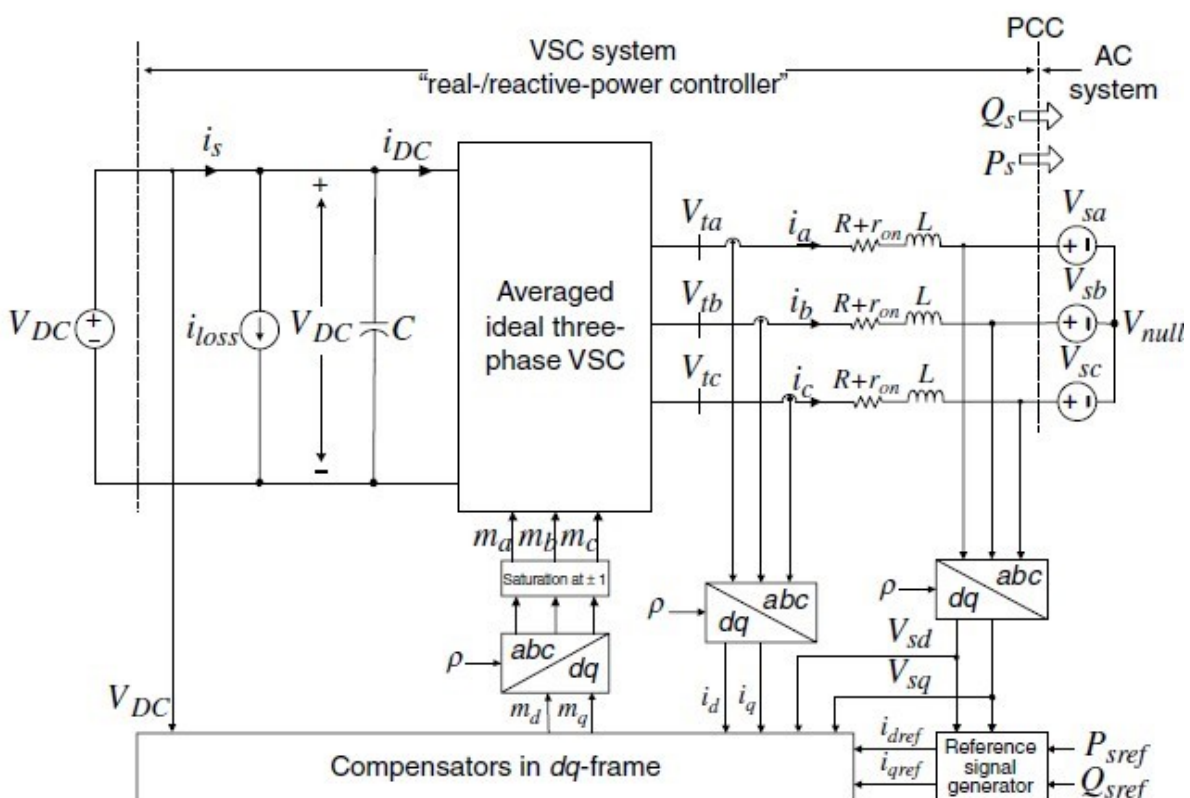 VSC system
"real-/reactive-power controller"
PCC
AC
system
Q_s
P_s
i_s
i_DC
V_DC
i_loss
+
V_DC
-
C
Averaged
ideal three-
phase VSC
V_ta
i_a
R+r_on
L
V_sa
V_tb
i_b
R+r_on
L
V_sb
V_null
V_tc
i_c
R+r_on
L
V_sc
m_a m_b m_c
Saturation at ± 1
ρ
abc
dq
m_d m_q
ρ
abc
dq
i_d i_q
ρ
abc
dq
V_sd
V_sq
V_DC
Compensators in dq-frame
i_dref
i_qref
Reference
signal
generator
P_sref
Q_sref